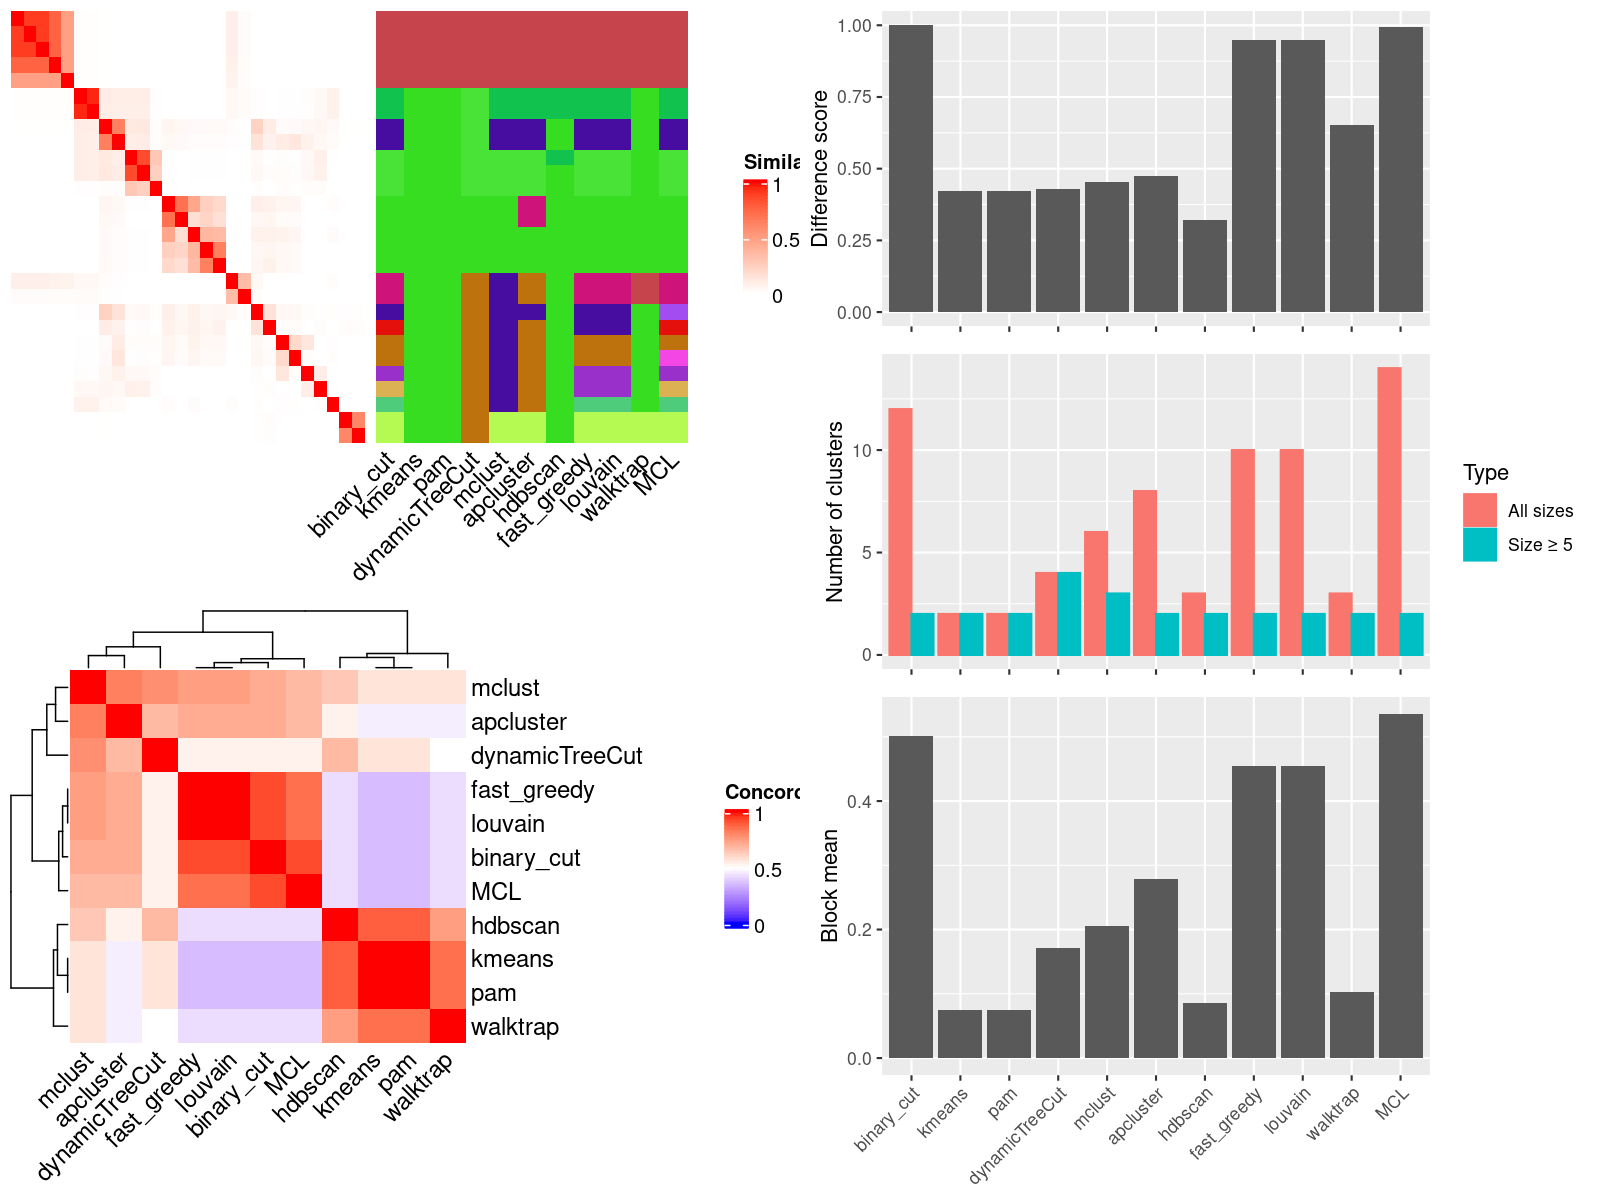 Simila
1
0.5
0
binary_cut
kmeans
pam
dynamicTreeCut
mclust
apcluster
hdbscan
fast_greedy
louvain
walktrap
MCL
mclust
apcluster
dynamicTreeCut
fast_greedy
louvain
binary_cut
MCL
hdbscan
kmeans
pam
walktrap
Concord
1
0.5
0
mclust
apcluster
dynamicTreeCut
fast_greedy
louvain
binary_cut
MCL
hdbscan
kmeans
pam
walktrap
Difference score
1.00
0.75
0.50
0.25
0.00
Number of clusters
10
5
0
Type
All sizes
Size ≥ 5
Block mean
0.4
0.2
0.0
binary_cut
kmeans
pam
dynamicTreeCut
mclust
apcluster
hdbscan
fast_greedy
louvain
walktrap
MCL